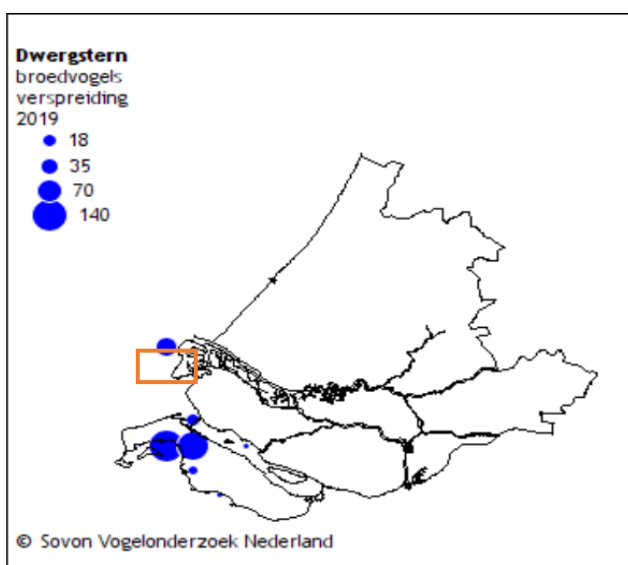 Dwergstern
broedvogels
verspreiding
2019
18
35
70
140
© Sovon Vogelonderzoek Nederland